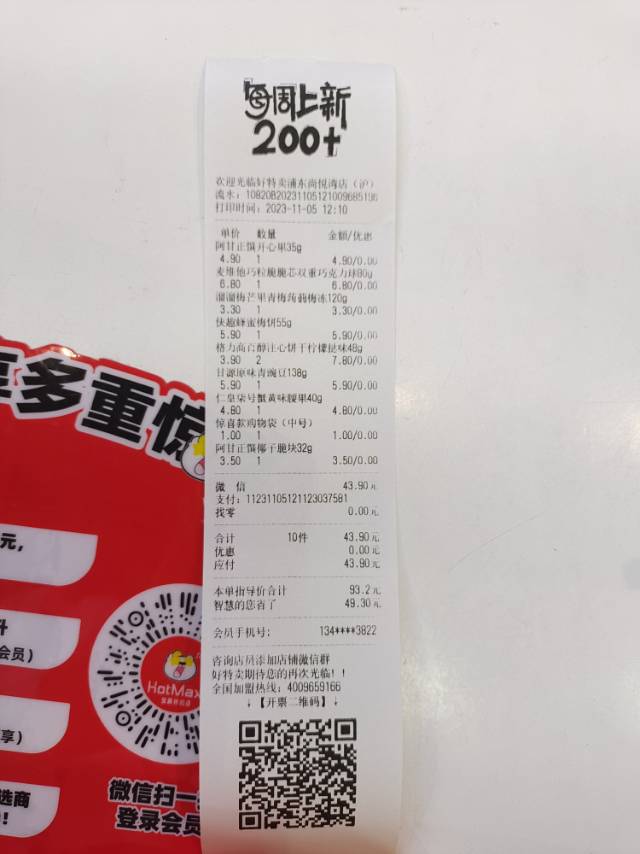 每周上新
200+
欢迎光临好特卖浦东尚悦湾店（沪）
流水：10820820231105121009685196
打印时间：2023-11-05 12:10
单价 数量 金额/优惠
阿甘正馔开心果35g
4.90 1 4.90/0.00
麦维他巧粒脆脆芯双重巧克力球80g
6.80 1 6.80/0.00
溜溜梅芒果青梅蒟蒻梅冻120g
3.30 1 3.30/0.00
快趣蜂蜜梅饼55g
5.90 1 5.90/0.00
格力高百醇注心饼干柠檬挞味48g
3.90 2 7.80/0.00
甘源原味青豌豆138g
5.90 1 5.90/0.00
仁皇柒号蟹黄味腰果40g
4.80 1 4.80/0.00
惊喜款购物袋（中号）
1.00 1 1.00/0.00
阿甘正馔椰子脆块32g
3.50 1 3.50/0.00
微 信 43.90元
支付：11231105121123037581
找零 0.00元
合计 10件 43.90元
优惠 0.00元
应付 43.90元
本单指导价合计 93.2元
智慧的您省了 49.30元
会员手机号： 134****3822
咨询店员添加店铺微信群
好特卖期待您的再次光临！！
全国加盟热线：4009659166
↓【开票二维码】↓
多重惊
元，
升
会员）
享）
选商
！
HotMax
微信扫一
登录会员